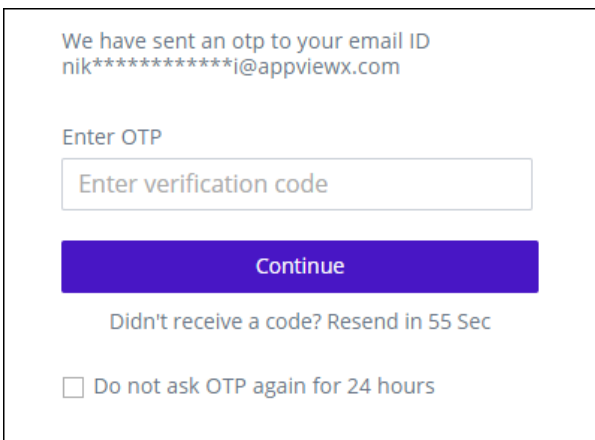 We have sent an otp to your email ID
nik************i@appviewx.com
Enter OTP
Enter verification code
Continue
Didn't receive a code? Resend in 55 Sec
Do not ask OTP again for 24 hours